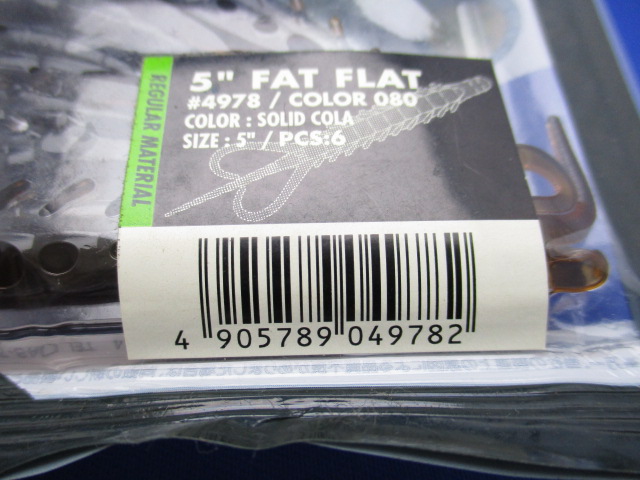 REGULAR MATERIAL
5" FAT FLAT
#4978 / COLOR 080
COLOR : SOLID COLA
SIZE : 5" / PCS:6
4 905789 049782